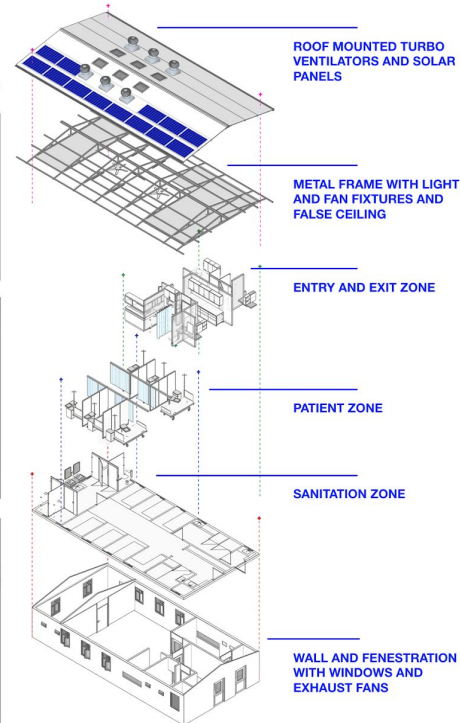 ROOF MOUNTED TURBO
VENTILATORS AND SOLAR
PANELS
METAL FRAME WITH LIGHT
AND FAN FIXTURES AND
FALSE CEILING
ENTRY AND EXIT ZONE
PATIENT ZONE
SANITATION ZONE
WALL AND FENESTRATION
WITH WINDOWS AND
EXHAUST FANS